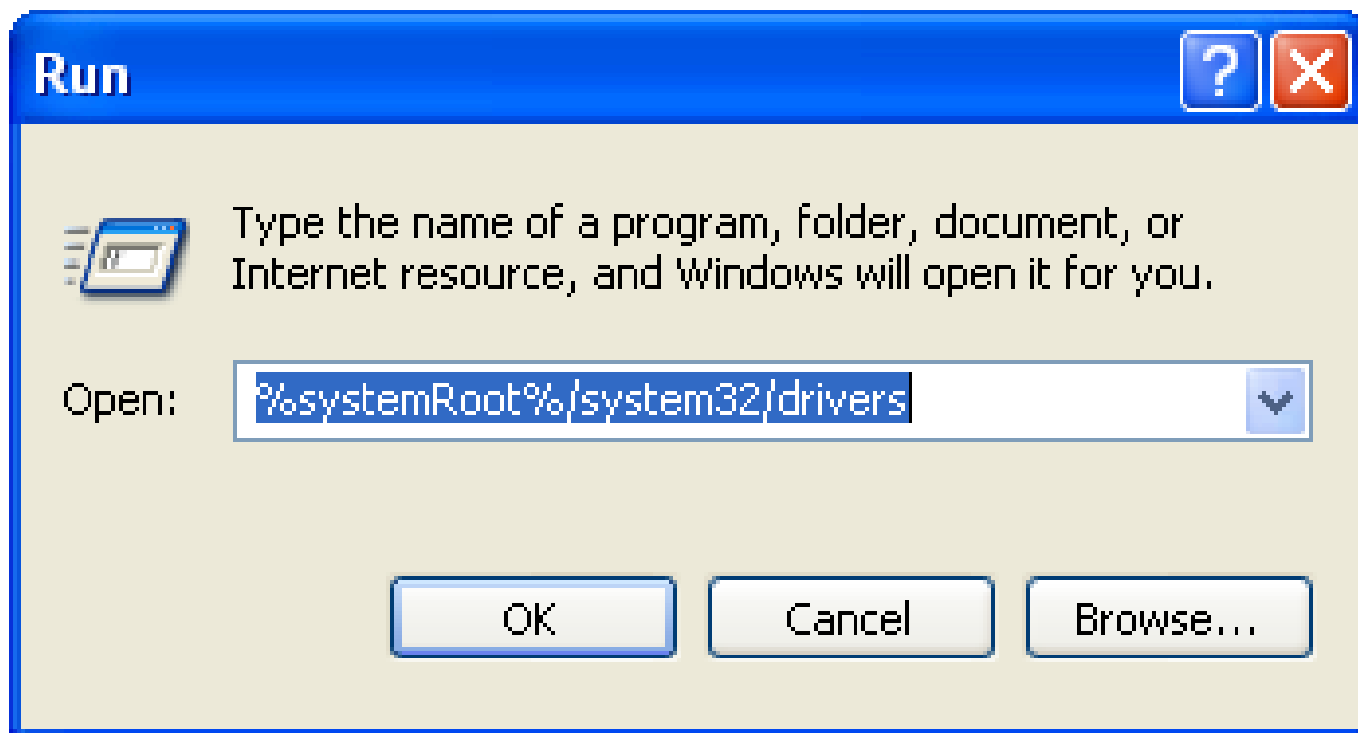 Run
Type the name of a program, folder, document, or
Internet resource, and Windows will open it for you.
Open: %systemRoot%/system32/drivers
OK Cancel Browse...